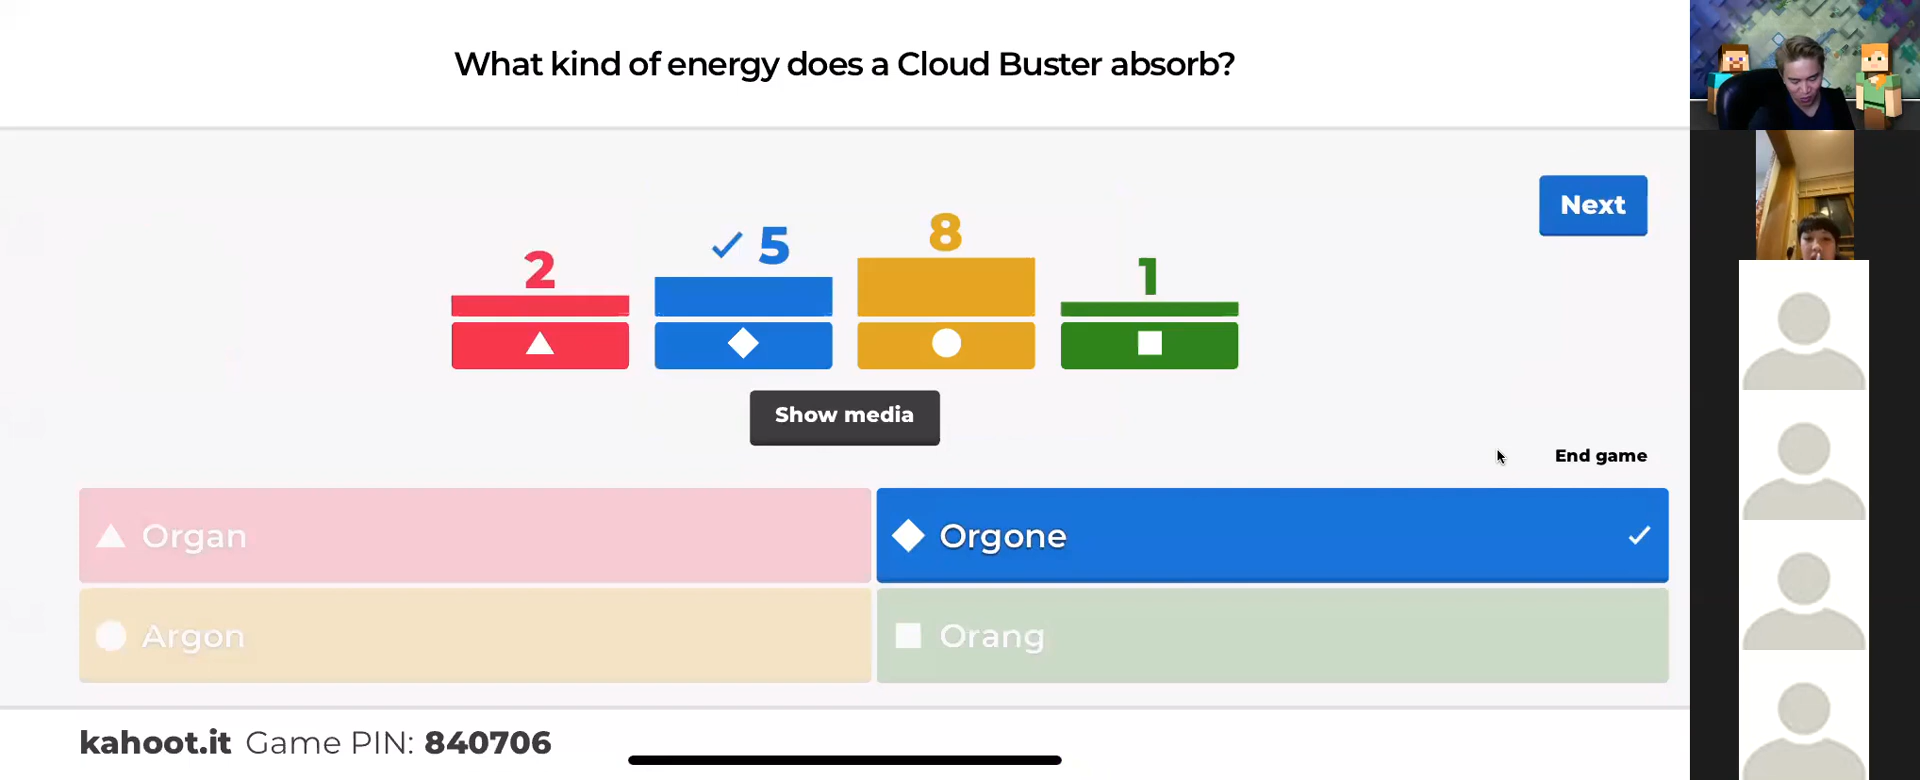 What kind of energy does a Cloud Buster absorb?
Next
2
5
8
1
Show media
End game
Organ
Orgone
Argon
Orang
kahoot.it Game PIN: 840706